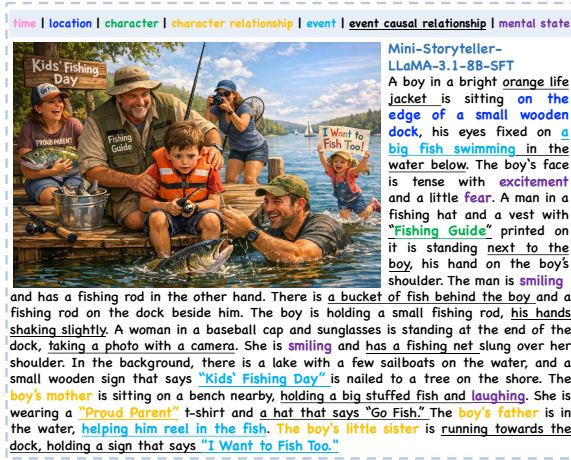 time | location | character | character relationship | event | event causal relationship | mental state
Kids' Fishing
Day
Go Fish.
PROUD PARENT
Fishing
Guide
I Want to
Fish Too!
Mini-Storyteller-
LLaMA-3.1-8B-SFT
A boy in a bright orange life
jacket is sitting on the
edge of a small wooden
dock, his eyes fixed on a
big fish swimming in the
water below. The boy's face
is tense with excitement
and a little fear. A man in a
fishing hat and a vest with
"Fishing Guide" printed on
it is standing next to the
boy, his hand on the boy's
shoulder. The man is smiling
and has a fishing rod in the other hand. There is a bucket of fish behind the boy and a
fishing rod on the dock beside him. The boy is holding a small fishing rod, his hands
shaking slightly. A woman in a baseball cap and sunglasses is standing at the end of the
dock, taking a photo with a camera. She is smiling and has a fishing net slung over her
shoulder. In the background, there is a lake with a few sailboats on the water, and a
small wooden sign that says "Kids' Fishing Day" is nailed to a tree on the shore. The
boy's mother is sitting on a bench nearby, holding a big stuffed fish and laughing. She is
wearing a "Proud Parent" t-shirt and a hat that says "Go Fish." The boy's father is in
the water, helping him reel in the fish. The boy's little sister is running towards the
dock, holding a sign that says "I Want to Fish Too."